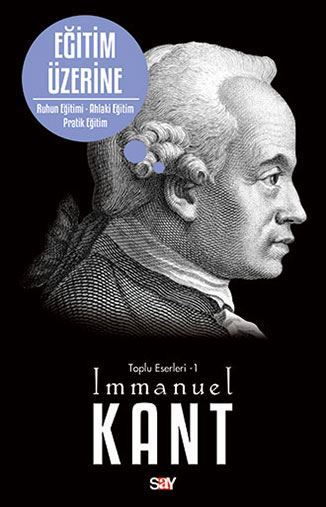 EĞİTİM
ÜZERİNE
Ruhun Eğitimi · Ahlaki Eğitim
Pratik Eğitim
Toplu Eserleri -1
Immanuel
KANT
say